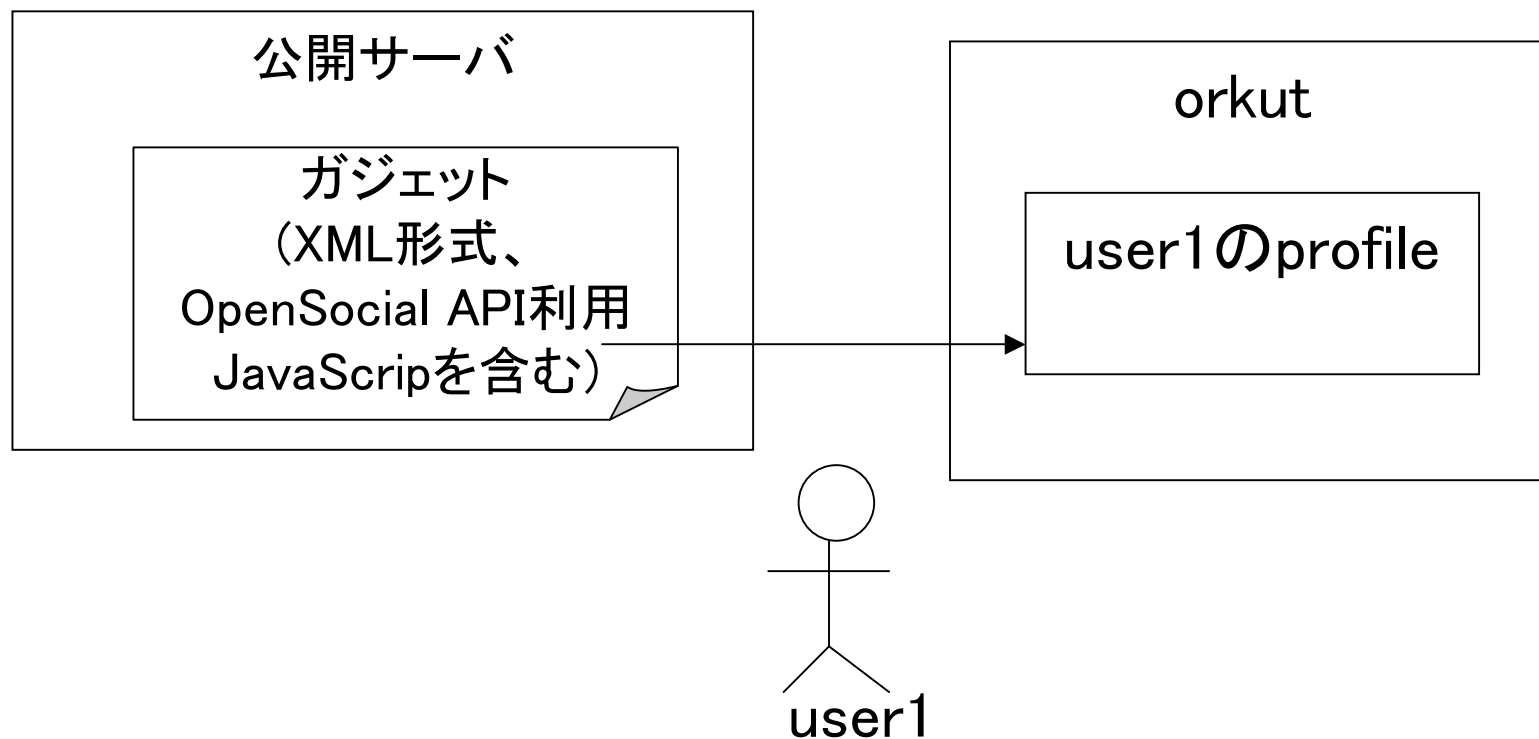 公開サーバ
ガジェット
(XML形式、
OpenSocial API利用
JavaScripを含む)
orkut
user1のprofile
user1